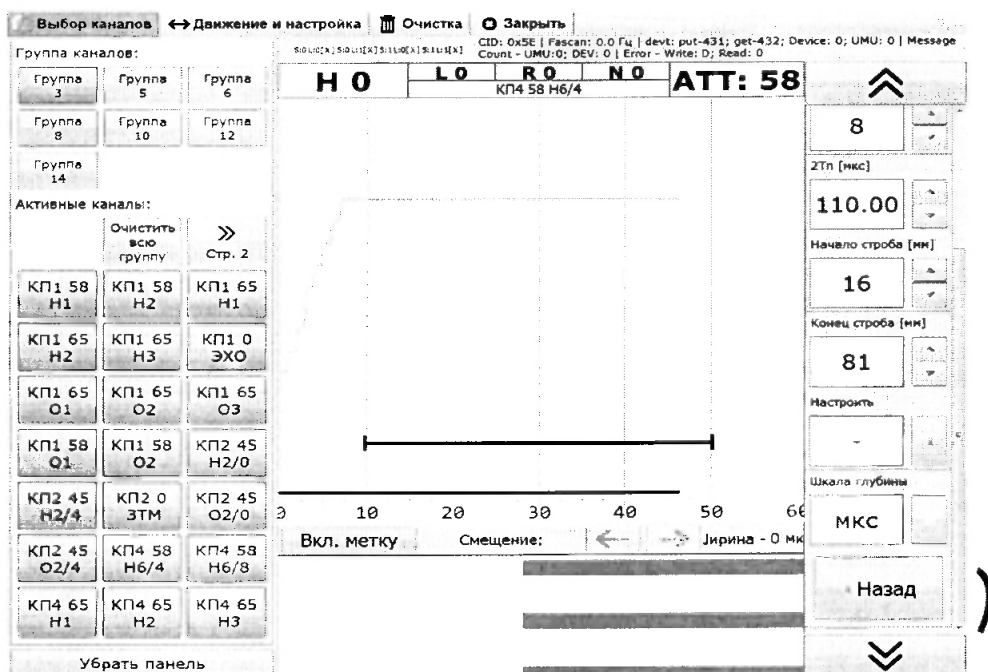 Выбор каналов Движение и настройка Очистка Закрыть
Группа каналов:
CID: 0x5E | Fascan: 0.0 Гц | devt: put-431; get-432; Device: 0; UMU: 0 | Message
Count - UMU:0; DEV: 0 | Error - Write: D; Read: 0
Группа 3
Группа 5
Группа 6
Группа 8
Группа 10
Группа 12
Группа 14
Активные каналы:
Очистить всю группу
Стр. 2
КП1 58 Н1
КП1 58 Н2
КП1 65 Н1
КП1 65 Н2
КП1 65 Н3
КП1 0 ЭХО
КП1 65 О1
КП1 65 О2
КП1 65 О3
КП1 58 О1
КП1 58 О2
КП2 45 Н2/0
КП2 45 Н2/4
КП2 0 ЗТМ
КП2 45 О2/0
КП2 45 О2/4
КП4 58 Н6/4
КП4 58 Н6/8
КП4 65 Н1
КП4 65 Н2
КП4 65 Н3
Убрать панель
H 0
L 0 R 0 N 0
КП4 58 Н6/4
ATT: 58
10 20 30 40 50
Вкл. метку Смещение: Јирина - 0 мк
8
2Тп [мкс]
110.00
Начало строба [мм]
16
Конец строба [мм]
81
Настроить
-
Шкала глубины
мкс
Назад